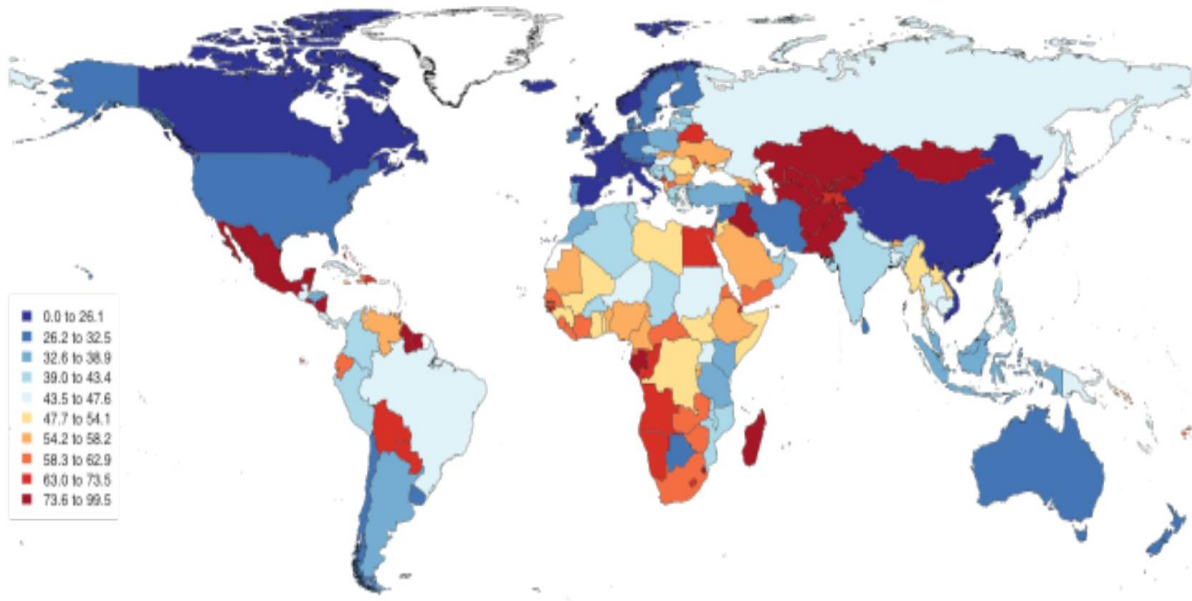 0.0 to 26.1
26.2 to 32.5
32.6 to 38.9
39.0 to 43.4
43.5 to 47.6
47.7 to 54.1
54.2 to 58.2
58.3 to 62.9
63.0 to 73.5
73.6 to 99.5